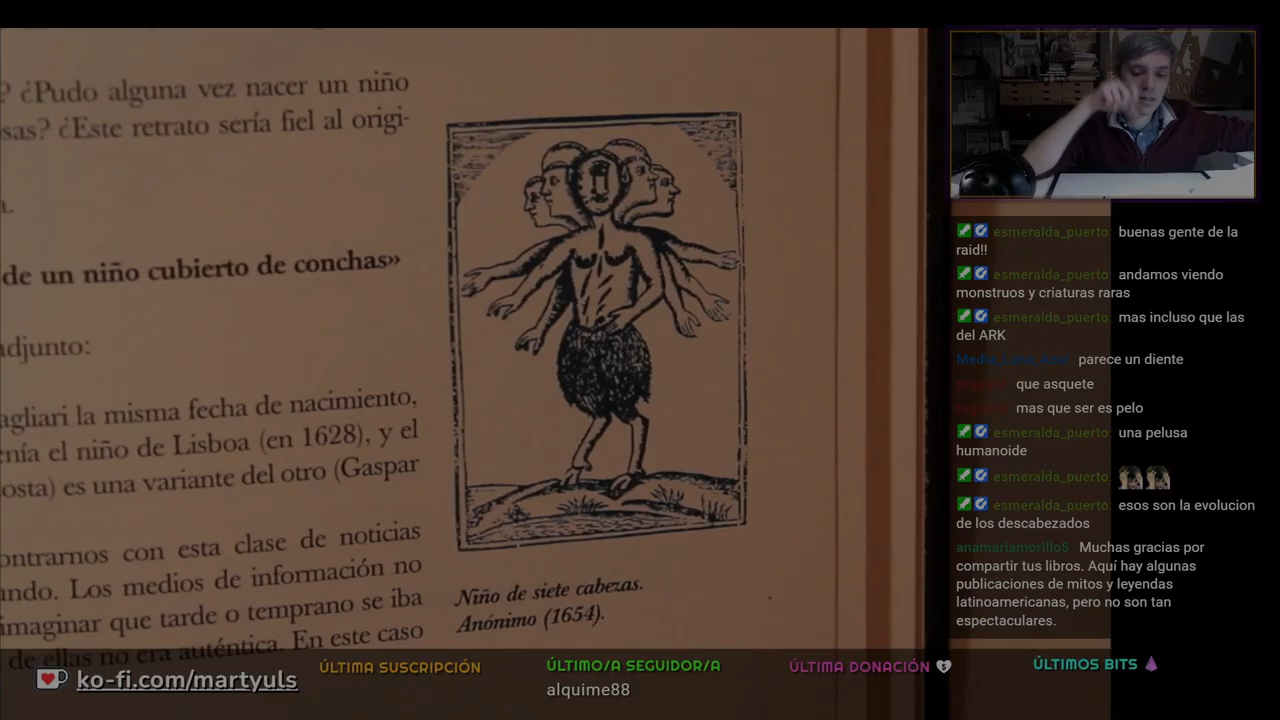 ? ¿Pudo alguna vez nacer un niño
sas? ¿Este retrato sería fiel al origi-
a.
de un niño cubierto de conchas»
adjunto:
agliari la misma fecha de nacimiento,
enía el niño de Lisboa (en 1628), y el
osta) es una variante del otro (Gaspar
ontrarnos con esta clase de noticias
ando. Los medios de información no
imaginar que tarde o temprano se iba
de ellas no era auténtica. En este caso
Niño de siete cabezas.
Anónimo (1654).
esmeralda_puerto: buenas gente de la
raid!!
esmeralda_puerto: andamos viendo
monstruos y criaturas raras
esmeralda_puerto: mas incluso que las
del ARK
parece un diente
que asquete
mas que ser es pelo
esmeralda_puerto: una pelusa
humanoide
esmeralda_puerto:
esmeralda_puerto: esos son la evolucion
de los descabezados
anamariamorillo5: Muchas gracias por
compartir tus libros. Aquí hay algunas
publicaciones de mitos y leyendas
latinoamericanas, pero no son tan
espectaculares.
ko-fi.com/martyuls
ÚLTIMA SUSCRIPCIÓN
ÚLTIMO/A SEGUIDOR/A
alquime88
ÚLTIMA DONACIÓN
ÚLTIMOS BITS